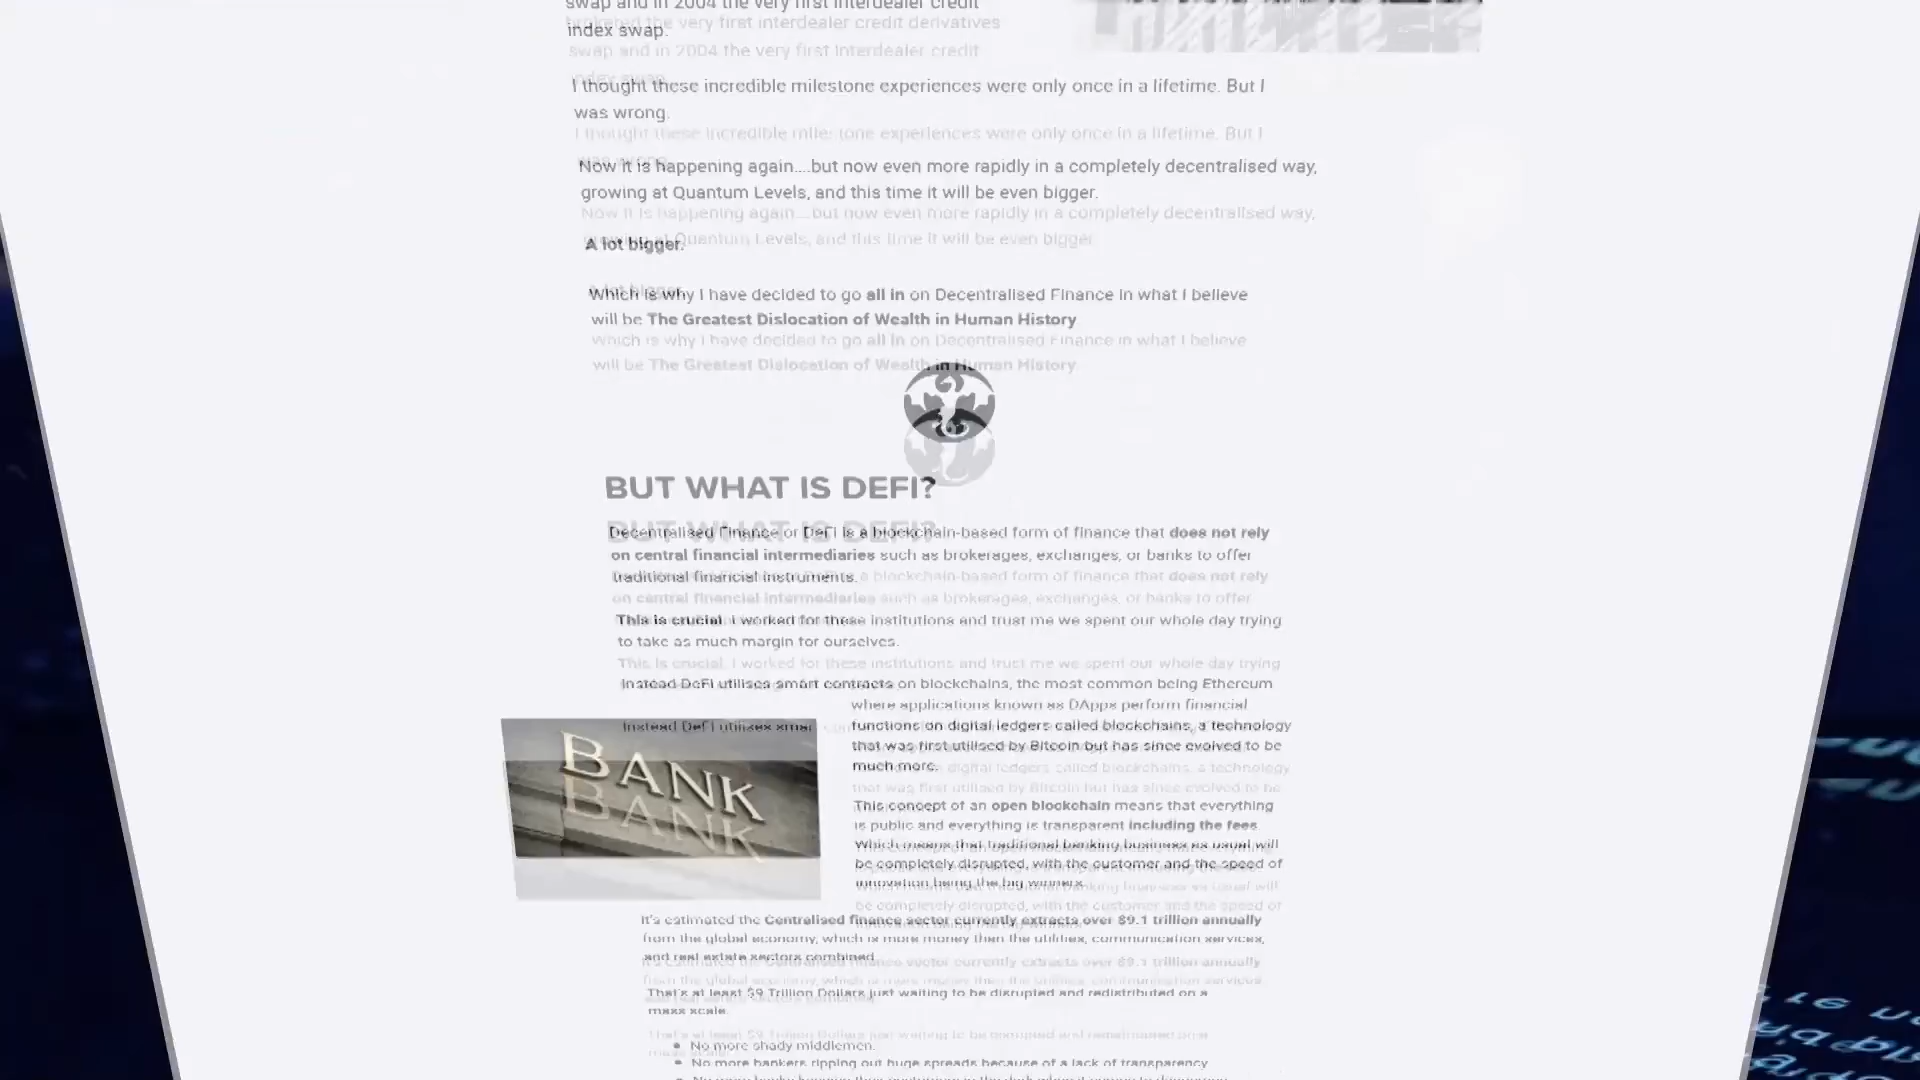 swap and in 2004 the very first interdealer credit
index swap.
I thought these incredible milestone experiences were only once in a lifetime. But I
was wrong.
Now it is happening again....but now even more rapidly in a completely decentralised way,
growing at Quantum Levels, and this time it will be even bigger.
A lot bigger.
Which is why I have decided to go all in on Decentralised Finance in what I believe
will be The Greatest Dislocation of Wealth in Human History
BUT WHAT IS DEFI?
Decentralised Finance or DeFi is a blockchain-based form of finance that does not rely
on central financial intermediaries such as brokerages, exchanges, or banks to offer
traditional financial instruments.
This is crucial. I worked for these institutions and trust me we spent our whole day trying
to take as much margin for ourselves.
Instead DeFi utilises smart contracts on blockchains, the most common being Ethereum
where applications known as DApps perform financial
functions on digital ledgers called blockchains, a technology
that was first utilised by Bitcoin but has since evolved to be
much more.
BANK
This concept of an open blockchain means that everything
is public and everything is transparent including the fees.
Which means that traditional banking business as usual will
be completely disrupted, with the customer and the speed of
innovation being the big winners.
It's estimated the Centralised finance sector currently extracts over $9.1 trillion annually
from the global economy, which is more money then the utilities, communication services,
and real estate sectors combined.
That's at least $9 Trillion Dollars just waiting to be disrupted and redistributed on a
mass scale.
No more shady middlemen.
No more bankers ripping out huge spreads because of a lack of transparency